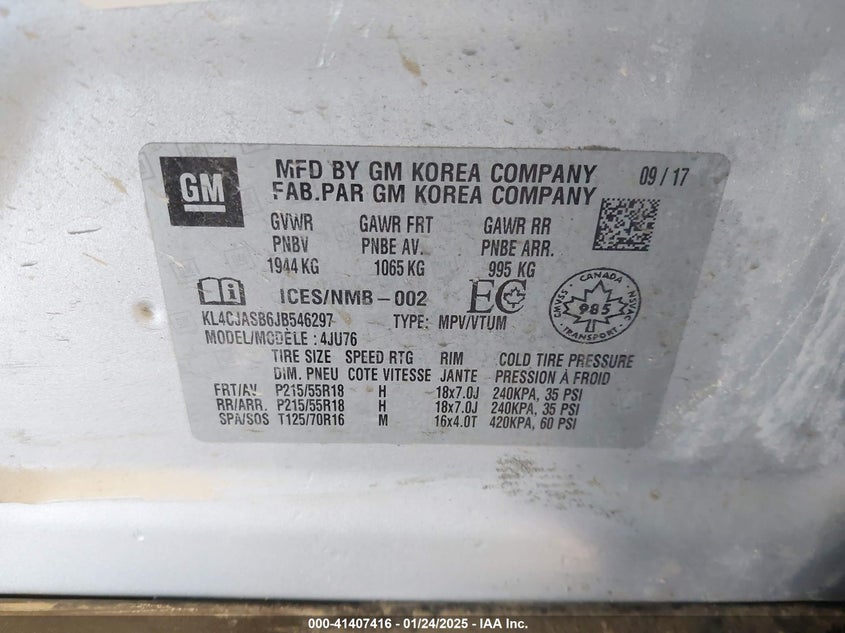 GM
MFD BY GM KOREA COMPANY 09 / 17
FAB.PAR GM KOREA COMPANY
GVWR GAWR FRT GAWR RR
PNBV PNBE AV. PNBE ARR.
1944 KG 1065 KG 995 KG
ICES/NMB-002 EC
CANADA
CMVSS 985 NSVAC
TRANSPORT
KL4CJASB6JB546297 TYPE: MPV/VTUM
MODEL/MODÈLE : 4JU76
TIRE SIZE SPEED RTG RIM COLD TIRE PRESSURE
DIM. PNEU COTE VITESSE JANTE PRESSION À FROID
FRT/AV P215/55R18 H 18x7.0J 240KPA, 35 PSI
RR/ARR. P215/55R18 H 18x7.0J 240KPA, 35 PSI
SPA/SOS T125/70R16 M 16x4.0T 420KPA, 60 PSI
000-41407416 - 01/24/2025 - IAA Inc.